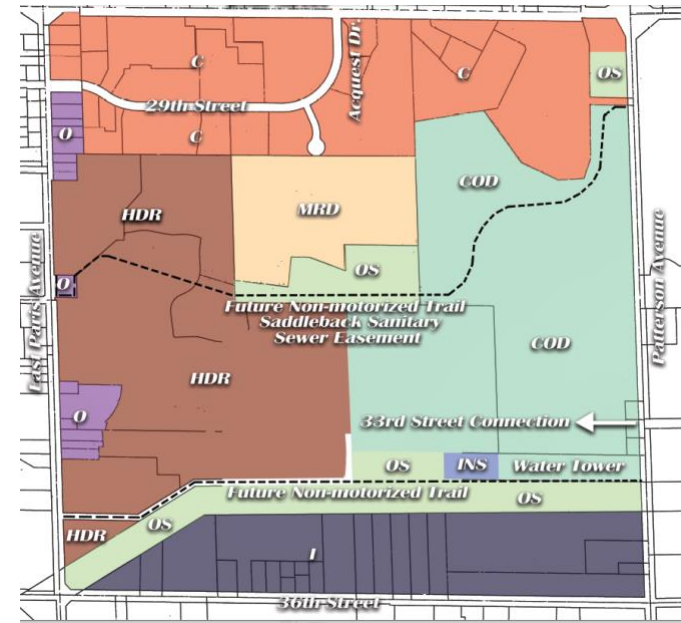 Acquest Dr.
C
C
OS
29th Street
O
C
COD
HDR
MRD
East Paris Avenue
Patterson Avenue
O
OS
Future Non-motorized Trail
Saddleback Sanitary
Sewer Easement
COD
HDR
O
33rd Street Connection
OS
INS
Water Tower
Future Non-motorized Trail
OS
OS
HDR
I
36th Street